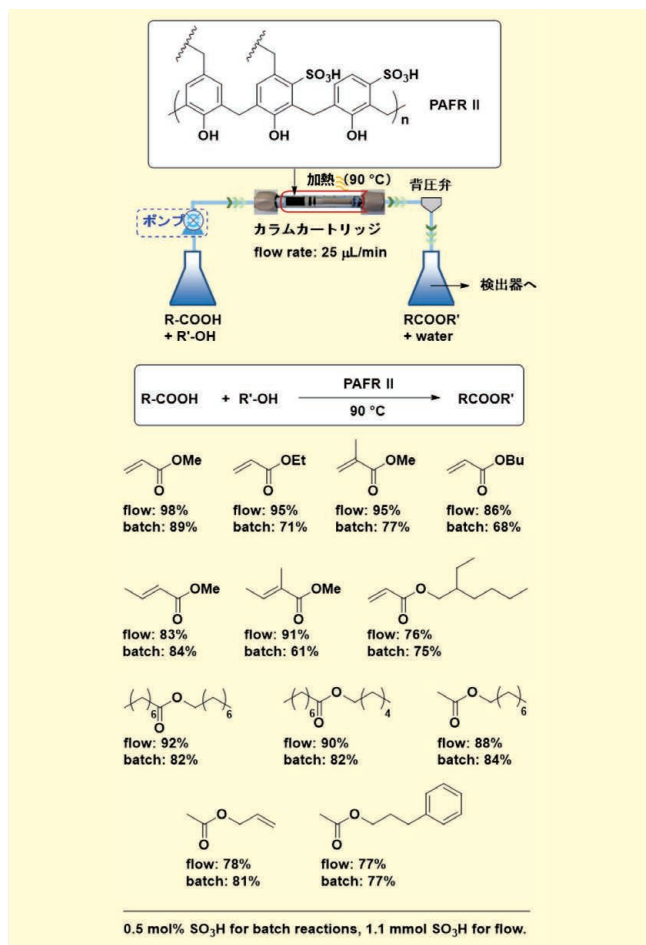 SO₃H
SO₃H
OH
OH
OH
n
PAFR II
加熱 (90 °C)
背圧弁
ポンプ
カラムカートリッジ
flow rate: 25 μL/min
検出器へ
R-COOH
+ R'-OH
RCOOR'
+ water
R-COOH + R'-OH
PAFR II
90 °C
RCOOR'
OMe
O
flow: 98%
batch: 89%
OEt
O
flow: 95%
batch: 71%
OMe
O
flow: 95%
batch: 77%
OBu
O
flow: 86%
batch: 68%
OMe
O
flow: 83%
batch: 84%
OMe
O
flow: 91%
batch: 61%
O
O
flow: 76%
batch: 75%
6
O
O
6
flow: 92%
batch: 82%
6
O
O
4
flow: 90%
batch: 82%
O
O
6
flow: 88%
batch: 84%
O
O
flow: 78%
batch: 81%
O
O
flow: 77%
batch: 77%
0.5 mol% SO₃H for batch reactions, 1.1 mmol SO₃H for flow.